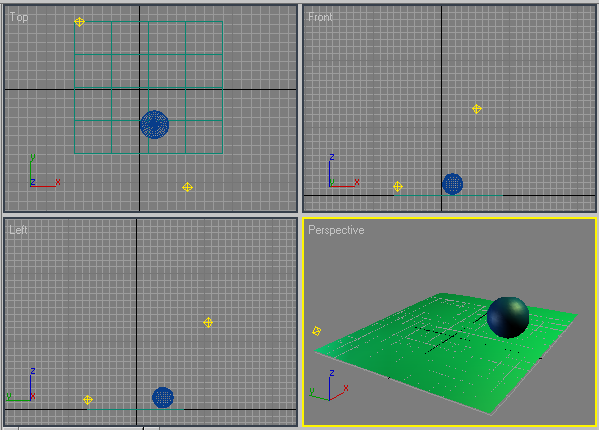 Top
y
z x
Front
z
y x
Left
z
y x
Perspective
z
y x